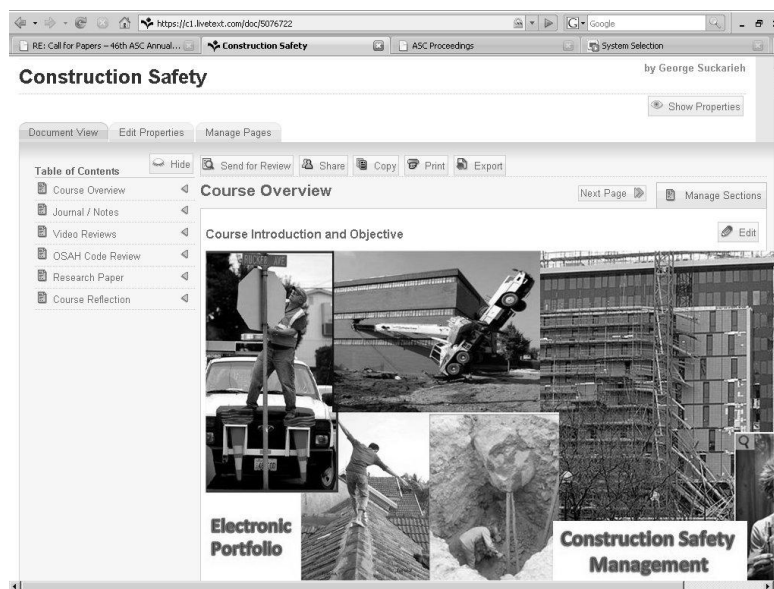 https://c1.livetext.com/doc/5076722
Google
RE: Call for Papers – 46th ASC Annual...
Construction Safety
ASC Proceedings
System Selection
Construction Safety
by George Suckarieh
Show Properties
Document View
Edit Properties
Manage Pages
Table of Contents
Hide
Send for Review
Share
Copy
Print
Export
Course Overview
Journal / Notes
Video Reviews
OSAH Code Review
Research Paper
Course Reflection
Course Overview
Next Page
Manage Sections
Course Introduction and Objective
Edit
RUCKER AVE
Electronic
Portfolio
Construction Safety
Management